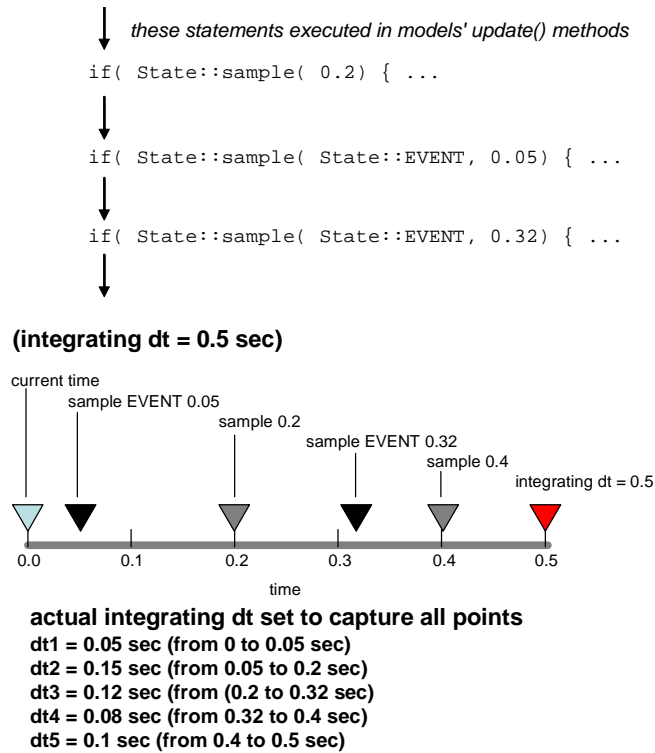 these statements executed in models' update() methods
if( State::sample( 0.2) { ...
if( State::sample( State::EVENT, 0.05) { ...
if( State::sample( State::EVENT, 0.32) { ...
(integrating dt = 0.5 sec)
current time
sample EVENT 0.05
sample 0.2
sample EVENT 0.32
sample 0.4
integrating dt = 0.5
0.0 0.1 0.2 0.3 0.4 0.5
time
actual integrating dt set to capture all points
dt1 = 0.05 sec (from 0 to 0.05 sec)
dt2 = 0.15 sec (from 0.05 to 0.2 sec)
dt3 = 0.12 sec (from (0.2 to 0.32 sec)
dt4 = 0.08 sec (from 0.32 to 0.4 sec)
dt5 = 0.1 sec (from 0.4 to 0.5 sec)